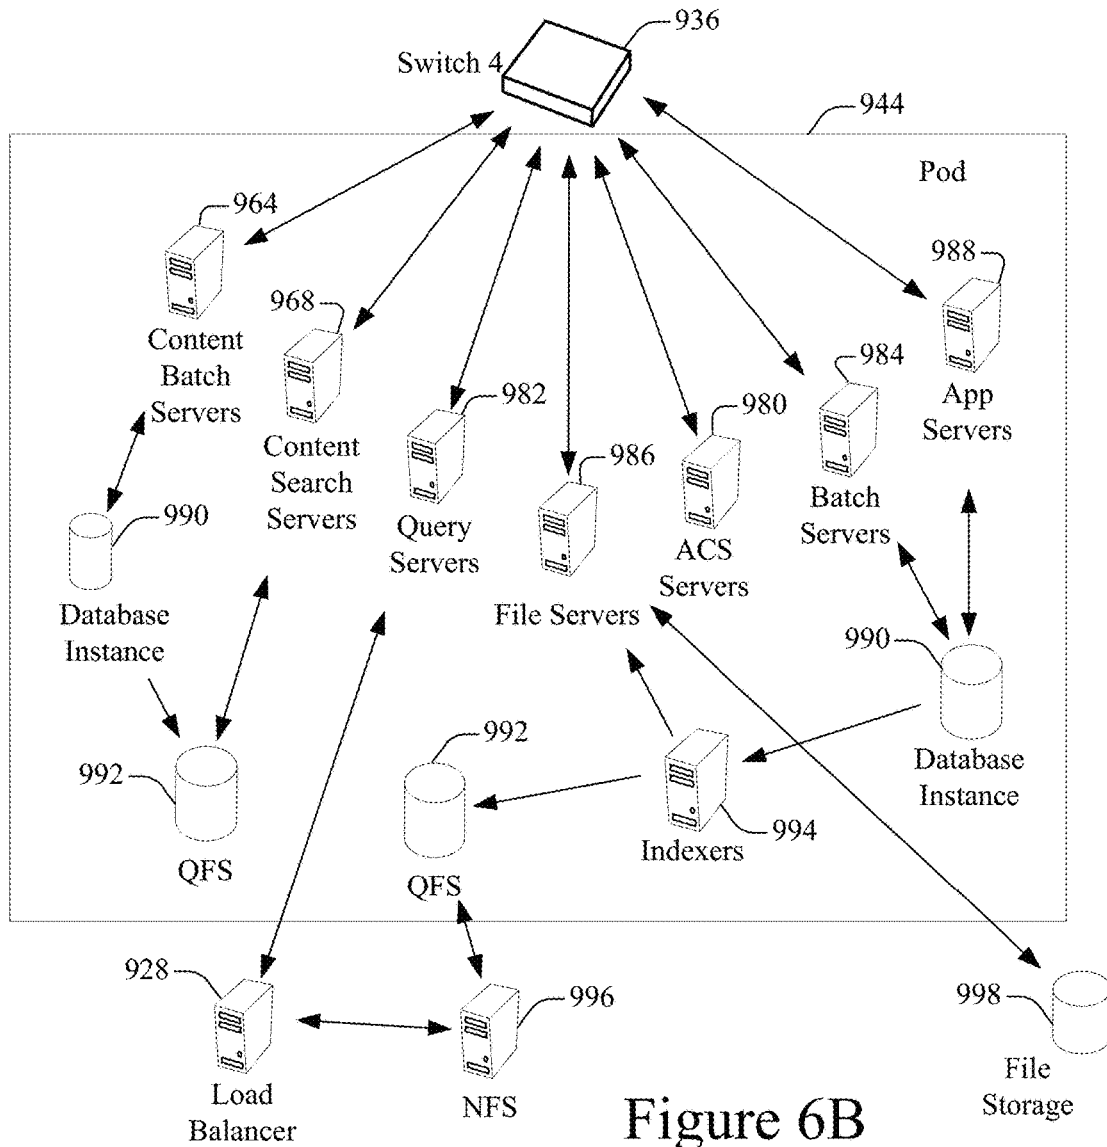 936
Switch 4
944
Pod
964
988
Content
Batch
Servers
968
984
App
Servers
982
980
Content
Search
Servers
986
Batch
Servers
990
Query
Servers
ACS
Servers
Database
Instance
File Servers
990
992
992
Database
Instance
994
QFS
Indexers
QFS
928
996
998
Load
Balancer
NFS
File
Storage
Figure 6B